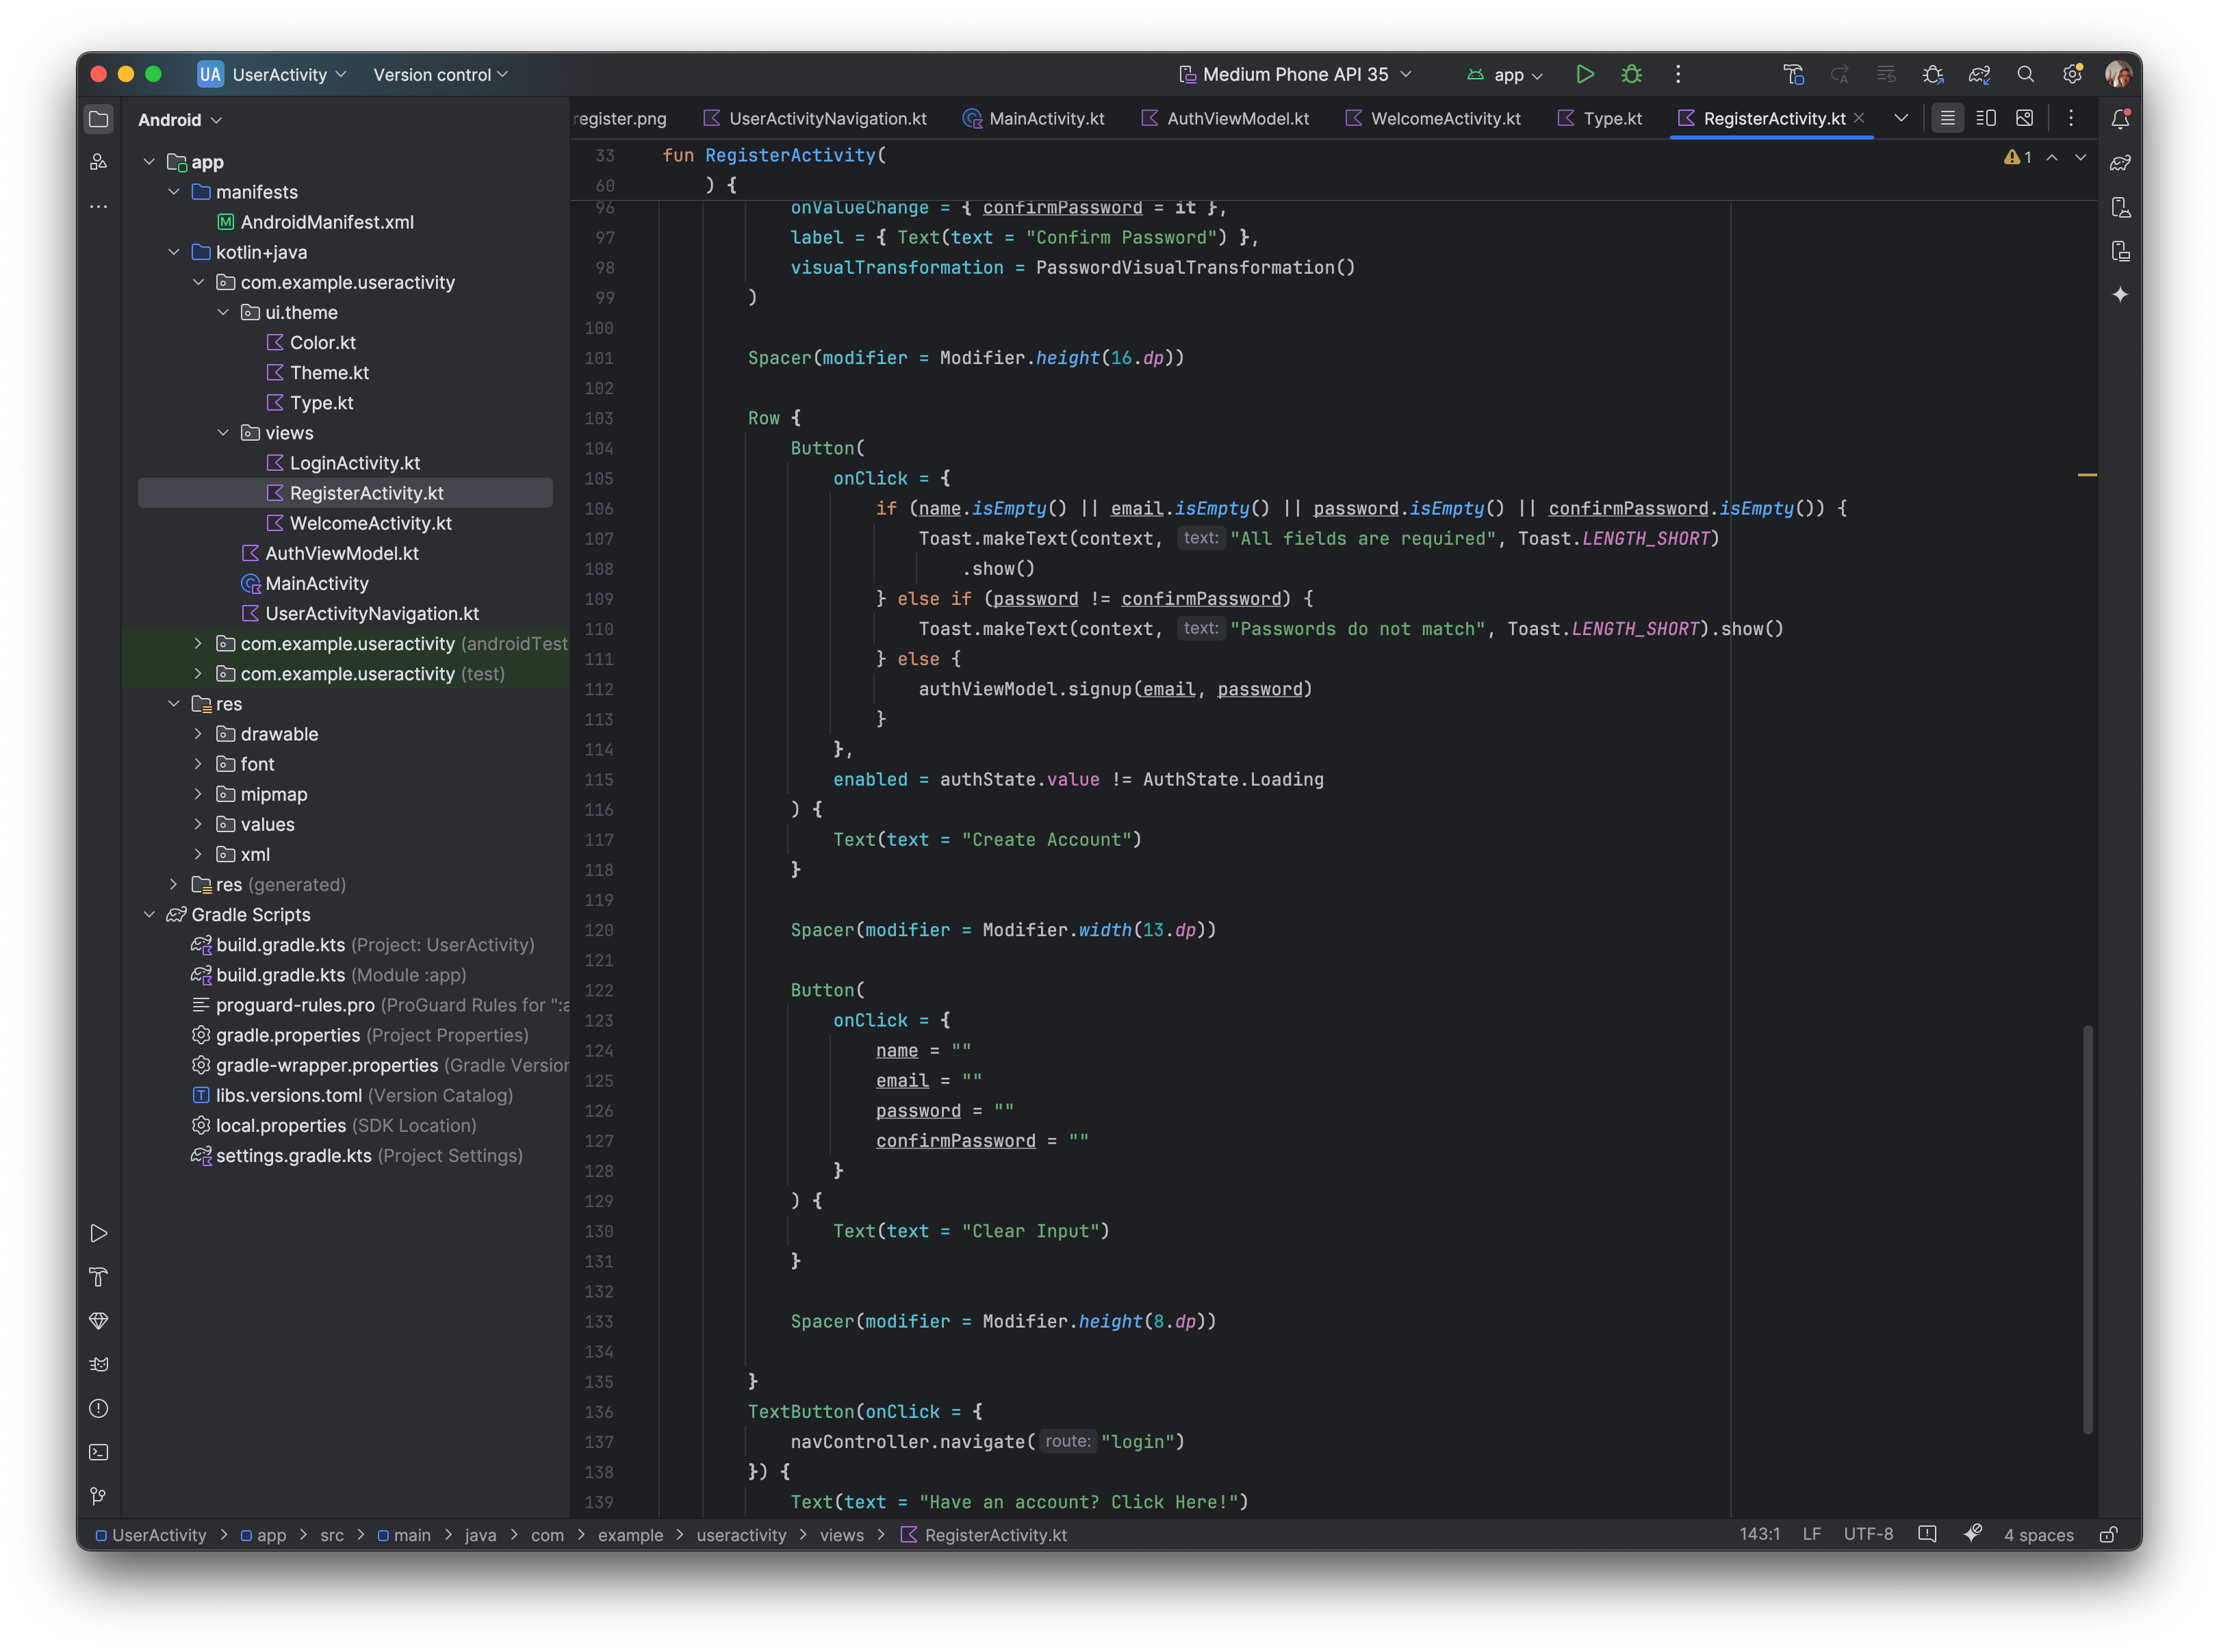 UA UserActivity Version control Medium Phone API 35 app
Android
app
manifests
AndroidManifest.xml
kotlin+java
com.example.useractivity
ui.theme
Color.kt
Theme.kt
Type.kt
views
LoginActivity.kt
RegisterActivity.kt
WelcomeActivity.kt
AuthViewModel.kt
MainActivity
UserActivityNavigation.kt
com.example.useractivity (androidTest
com.example.useractivity (test)
res
drawable
font
mipmap
values
xml
res (generated)
Gradle Scripts
build.gradle.kts (Project: UserActivity)
build.gradle.kts (Module :app)
proguard-rules.pro (ProGuard Rules for ":a
gradle.properties (Project Properties)
gradle-wrapper.properties (Gradle Version
libs.versions.toml (Version Catalog)
local.properties (SDK Location)
settings.gradle.kts (Project Settings)
register.png UserActivityNavigation.kt MainActivity.kt AuthViewModel.kt WelcomeActivity.kt Type.kt RegisterActivity.kt
1
33 fun RegisterActivity(
60 ) {
96 onValueChange = { confirmPassword = it },
97 label = { Text(text = "Confirm Password") },
98 visualTransformation = PasswordVisualTransformation()
99 )
100
101 Spacer(modifier = Modifier.height(16.dp))
102
103 Row {
104 Button(
105 onClick = {
106 if (name.isEmpty() || email.isEmpty() || password.isEmpty() || confirmPassword.isEmpty()) {
107 Toast.makeText(context, text: "All fields are required", Toast.LENGTH_SHORT)
108 .show()
109 } else if (password != confirmPassword) {
110 Toast.makeText(context, text: "Passwords do not match", Toast.LENGTH_SHORT).show()
111 } else {
112 authViewModel.signup(email, password)
113 }
114 },
115 enabled = authState.value != AuthState.Loading
116 ) {
117 Text(text = "Create Account")
118 }
119
120 Spacer(modifier = Modifier.width(13.dp))
121
122 Button(
123 onClick = {
124 name = ""
125 email = ""
126 password = ""
127 confirmPassword = ""
128 }
129 ) {
130 Text(text = "Clear Input")
131 }
132
133 Spacer(modifier = Modifier.height(8.dp))
134
135 }
136 TextButton(onClick = {
137 navController.navigate( route: "login")
138 }) {
139 Text(text = "Have an account? Click Here!")
UserActivity > app > src > main > java > com > example > useractivity > views > RegisterActivity.kt 143:1 LF UTF-8 4 spaces